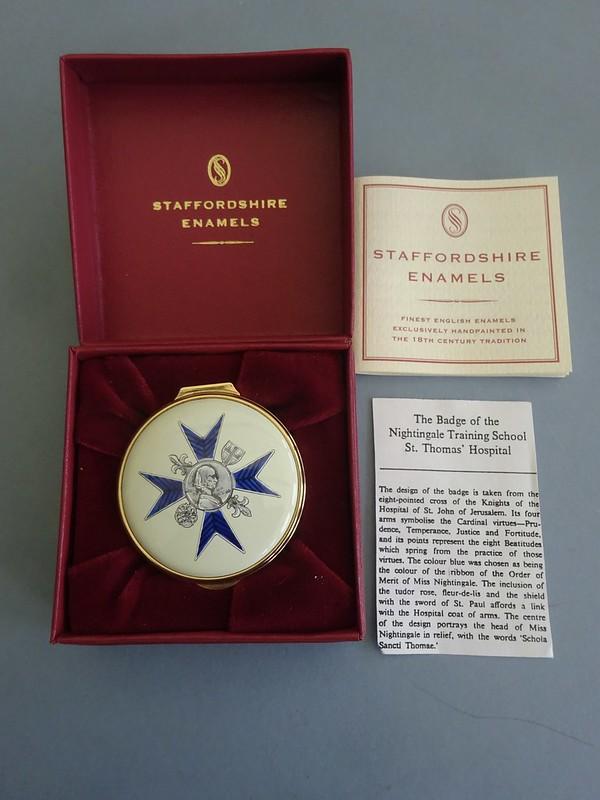 STAFFORDSHIRE
ENAMELS
STAFFORDSHIRE
ENAMELS
FINEST ENGLISH ENAMELS
EXCLUSIVELY HANDPAINTED IN
THE 18TH CENTURY TRADITION
The Badge of the
Nightingale Training School
St. Thomas' Hospital
The design of the badge is taken from the
eight-pointed cross of the Knights of the
Hospital of St. John of Jerusalem. Its four
arms symbolise the Cardinal virtues—Pru-
dence, Temperance, Justice and Fortitude,
and its points represent the eight Beatitudes
which spring from the practice of those
virtues. The colour blue was chosen as being
the colour of the ribbon of the Order of
Merit of Miss Nightingale. The inclusion of
the tudor rose, fleur-de-lis and the shield
with the sword of St. Paul affords a link
with the Hospital coat of arms. The centre
of the design portrays the head of Miss
Nightingale in relief, with the words 'Schola
Sancti Thomae.'